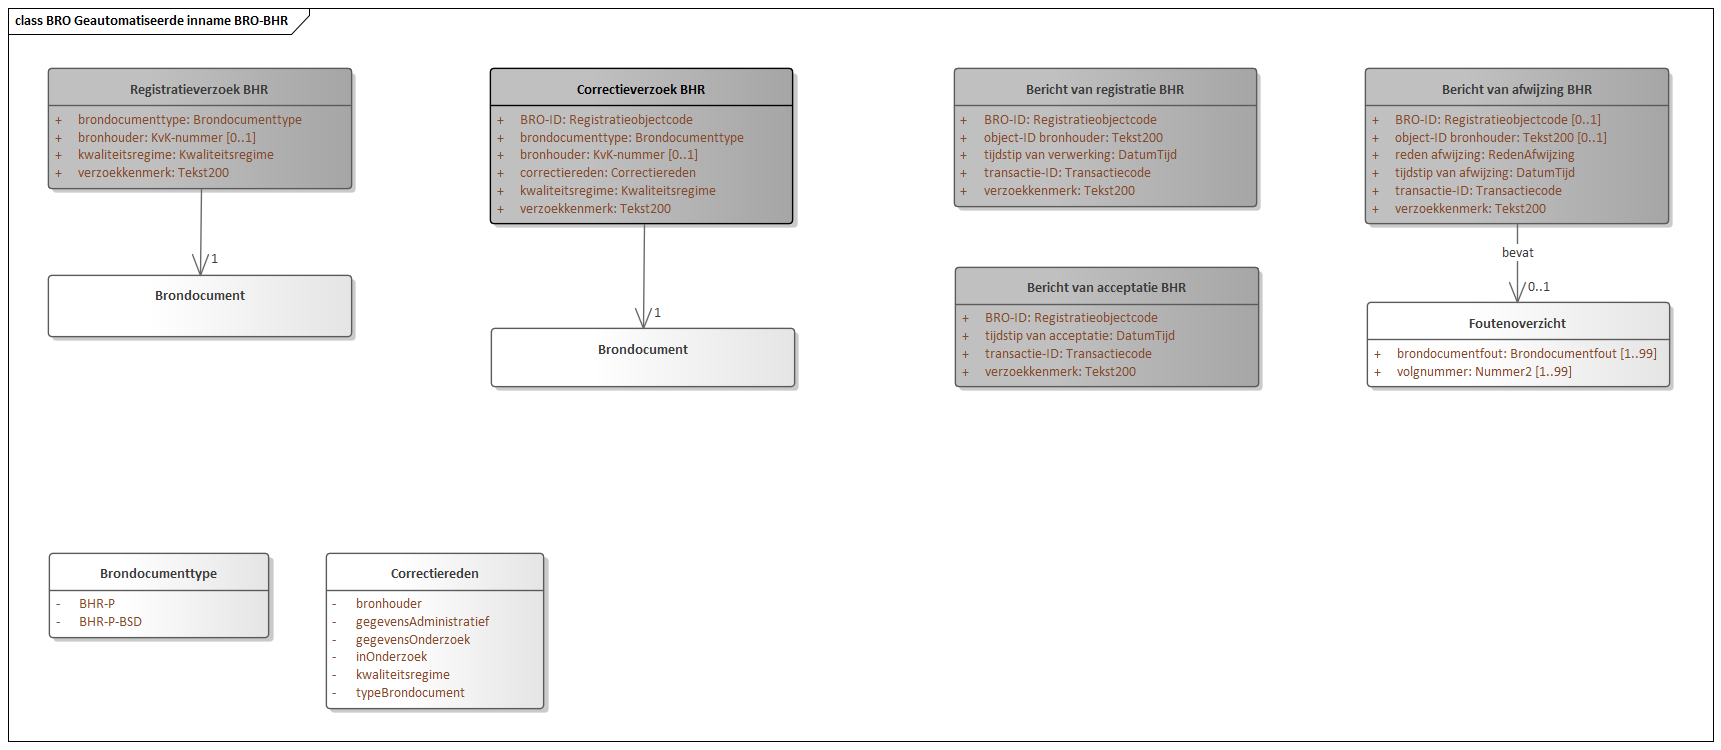 class BRO Geautomatiseerde inname BRO-BHR
Registratieverzoek BHR
+ brondocumenttype: Brondocumenttype
+ bronhouder: KvK-nummer [0..1]
+ kwaliteitsregime: Kwaliteitsregime
+ verzoekkenmerk: Tekst200
1
Brondocument
Correctieverzoek BHR
+ BRO-ID: Registratieobjectcode
+ brondocumenttype: Brondocumenttype
+ bronhouder: KvK-nummer [0..1]
+ correctiereden: Correctiereden
+ kwaliteitsregime: Kwaliteitsregime
+ verzoekkenmerk: Tekst200
1
Brondocument
Bericht van registratie BHR
+ BRO-ID: Registratieobjectcode
+ object-ID bronhouder: Tekst200
+ tijdstip van verwerking: DatumTijd
+ transactie-ID: Transactiecode
+ verzoekkenmerk: Tekst200
Bericht van acceptatie BHR
+ BRO-ID: Registratieobjectcode
+ tijdstip van acceptatie: DatumTijd
+ transactie-ID: Transactiecode
+ verzoekkenmerk: Tekst200
Bericht van afwijzing BHR
+ BRO-ID: Registratieobjectcode [0..1]
+ object-ID bronhouder: Tekst200 [0..1]
+ reden afwijzing: RedenAfwijzing
+ tijdstip van afwijzing: DatumTijd
+ transactie-ID: Transactiecode
+ verzoekkenmerk: Tekst200
bevat
0..1
Foutenoverzicht
+ brondocumentfout: Brondocumentfout [1..99]
+ volgnummer: Nummer2 [1..99]
Brondocumenttype
- BHR-P
- BHR-P-BSD
Correctiereden
- bronhouder
- gegevensAdministratief
- gegevensOnderzoek
- inOnderzoek
- kwaliteitsregime
- typeBrondocument